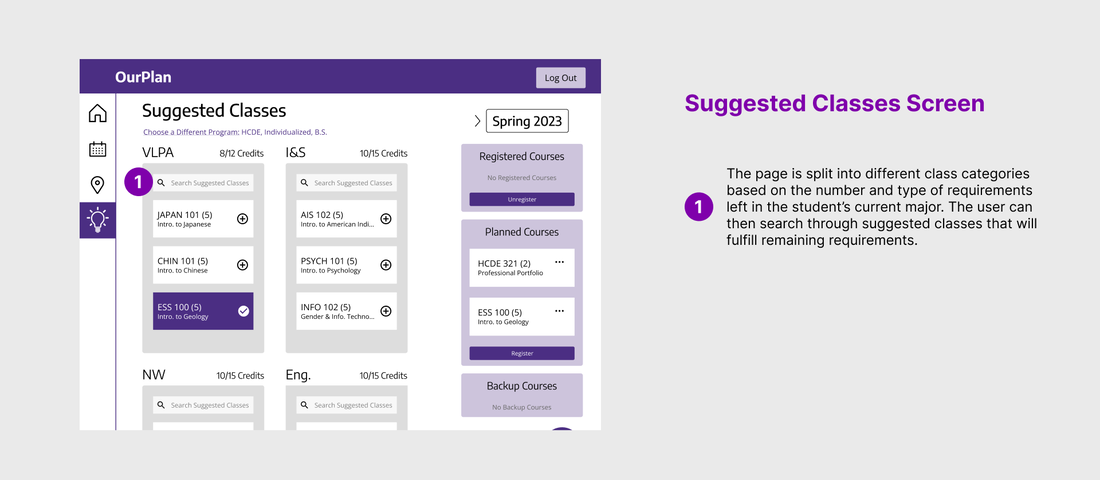 OurPlan
Log Out
Suggested Classes
Choose a Different Program: HCDE, Individualized, B.S.
Spring 2023
VLPA 8/12 Credits
Search Suggested Classes
1
JAPAN 101 (5)
Intro. to Japanese
CHIN 101 (5)
Intro. to Chinese
ESS 100 (5)
Intro. to Geology
I&S 10/15 Credits
Search Suggested Classes
AIS 102 (5)
Intro. to American Indi...
PSYCH 101 (5)
Intro. to Psychology
INFO 102 (5)
Gender & Info. Techno...
NW 10/15 Credits
Search Suggested Classes
Eng. 10/15 Credits
Search Suggested Classes
Registered Courses
No Registered Courses
Unregister
Planned Courses
HCDE 321 (2)
Professional Portfolio
ESS 100 (5)
Intro. to Geology
Register
Backup Courses
No Backup Courses
Suggested Classes Screen
1
The page is split into different class categories
based on the number and type of requirements
left in the student’s current major. The user can
then search through suggested classes that will
fulfill remaining requirements.